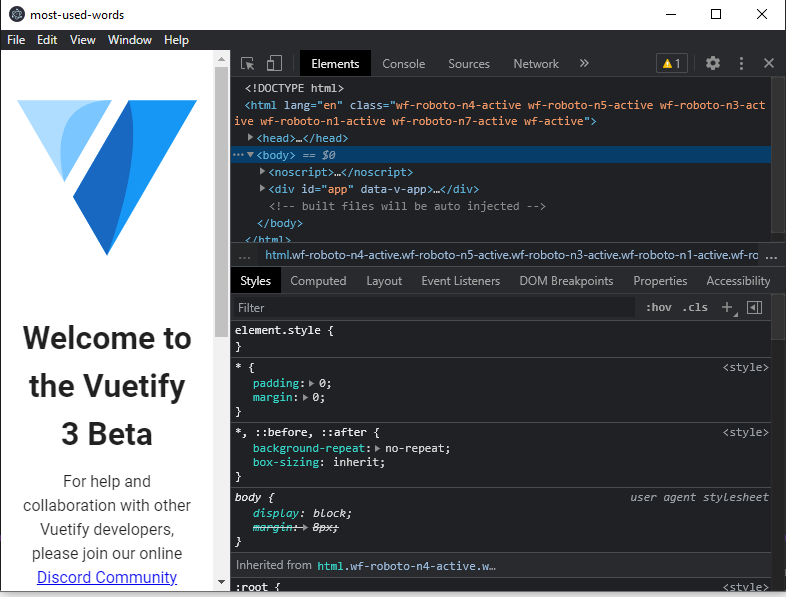 most-used-words
File Edit View Window Help
Elements Console Sources Network » 1
<!DOCTYPE html>
<html lang="en" class="wf-roboto-n4-active wf-roboto-n5-active wf-roboto-n3-act
ive wf-roboto-n1-active wf-roboto-n7-active wf-active">
<head>…</head>
<body> == $0
<noscript>…</noscript>
<div id="app" data-v-app>…</div>
<!-- built files will be auto injected -->
</body>
</html>
... html.wf-roboto-n4-active.wf-roboto-n5-active.wf-roboto-n3-active.wf-roboto-n1-active.wf-ro ...
Styles Computed Layout Event Listeners DOM Breakpoints Properties Accessibility
Filter :hov .cls +
element.style {
}
* { <style>
padding: 0;
margin: 0;
}
*, ::before, ::after { <style>
background-repeat: no-repeat;
box-sizing: inherit;
}
body { user agent stylesheet
display: block;
margin: 8px;
}
Inherited from html.wf-roboto-n4-active.w…
:root { <style>
Welcome to
the Vuetify
3 Beta
For help and
collaboration with other
Vuetify developers,
please join our online
Discord Community